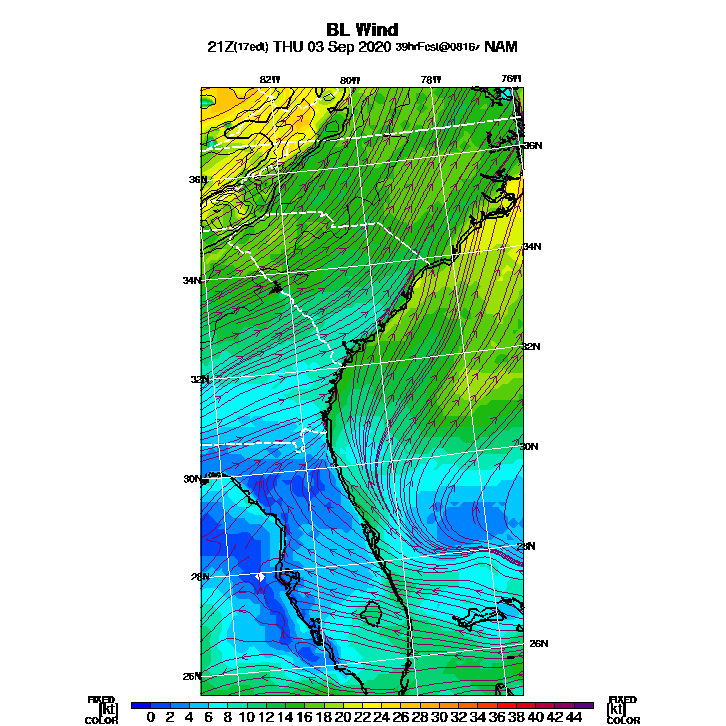 BL Wind
21Z(17edt) THU 03 Sep 2020 39hrFcst@0816z NAM
82W 80W 78W 76W
36N
36N
34N
34N
32N
32N
30N
30N
28N
28N
26N
26N
FIXED FIXED
[kt] 0 2 4 6 8 10 12 14 16 18 20 22 24 26 28 30 32 34 36 38 40 42 44 [kt]
COLOR COLOR